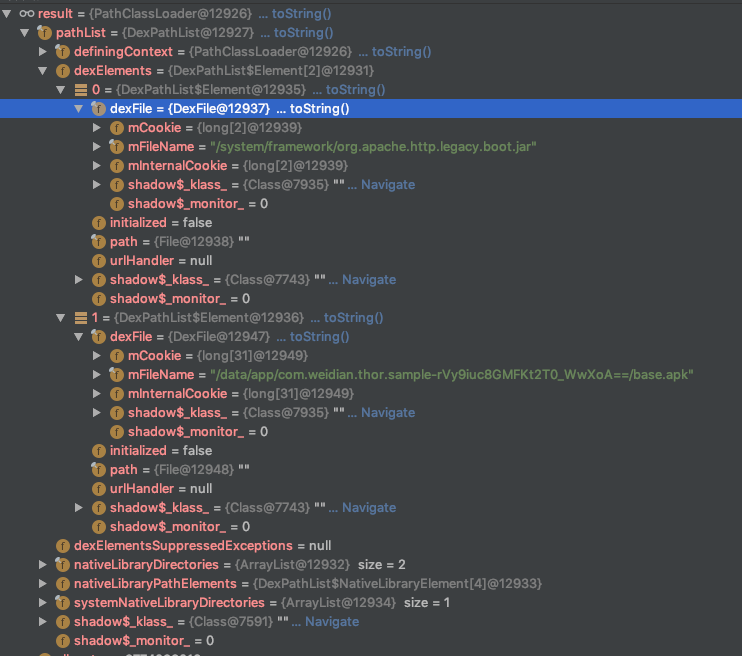 result = {PathClassLoader@12926} ... toString()
pathList = {DexPathList@12927} ... toString()
definingContext = {PathClassLoader@12926} ... toString()
dexElements = {DexPathList$Element[2]@12931}
0 = {DexPathList$Element@12935} ... toString()
dexFile = {DexFile@12937} ... toString()
mCookie = {long[2]@12939}
mFileName = "/system/framework/org.apache.http.legacy.boot.jar"
mInternalCookie = {long[2]@12939}
shadow$_klass_ = {Class@7935} "" ... Navigate
shadow$_monitor_ = 0
initialized = false
path = {File@12938} ""
urlHandler = null
shadow$_klass_ = {Class@7743} "" ... Navigate
shadow$_monitor_ = 0
1 = {DexPathList$Element@12936} ... toString()
dexFile = {DexFile@12947} ... toString()
mCookie = {long[31]@12949}
mFileName = "/data/app/com.weidian.thor.sample-rVy9iuc8GMFKt2T0_WwXoA==/base.apk"
mInternalCookie = {long[31]@12949}
shadow$_klass_ = {Class@7935} "" ... Navigate
shadow$_monitor_ = 0
initialized = false
path = {File@12948} ""
urlHandler = null
shadow$_klass_ = {Class@7743} "" ... Navigate
shadow$_monitor_ = 0
dexElementsSuppressedExceptions = null
nativeLibraryDirectories = {ArrayList@12932} size = 2
nativeLibraryPathElements = {DexPathList$NativeLibraryElement[4]@12933}
systemNativeLibraryDirectories = {ArrayList@12934} size = 1
shadow$_klass_ = {Class@7591} "" ... Navigate
shadow$_monitor_ = 0